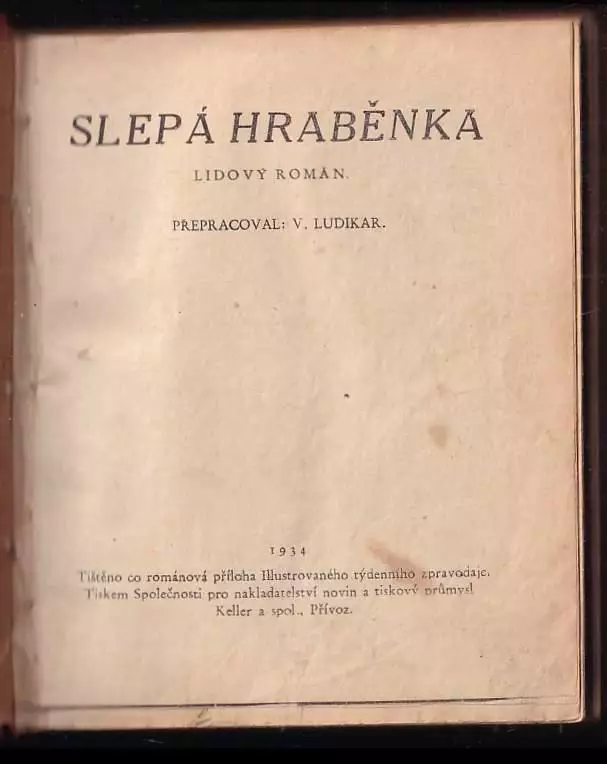 SLEPÁ HRABĚNKA
LIDOVÝ ROMÁN.
PŘEPRACOVAL: V. LUDIKAR.
1934
Tištěno co románová příloha Illustrovaného týdenního zpravodaje.
Tiskem Společnosti pro nakladatelství novin a tiskový průmysl
Keller a spol., Přívoz.